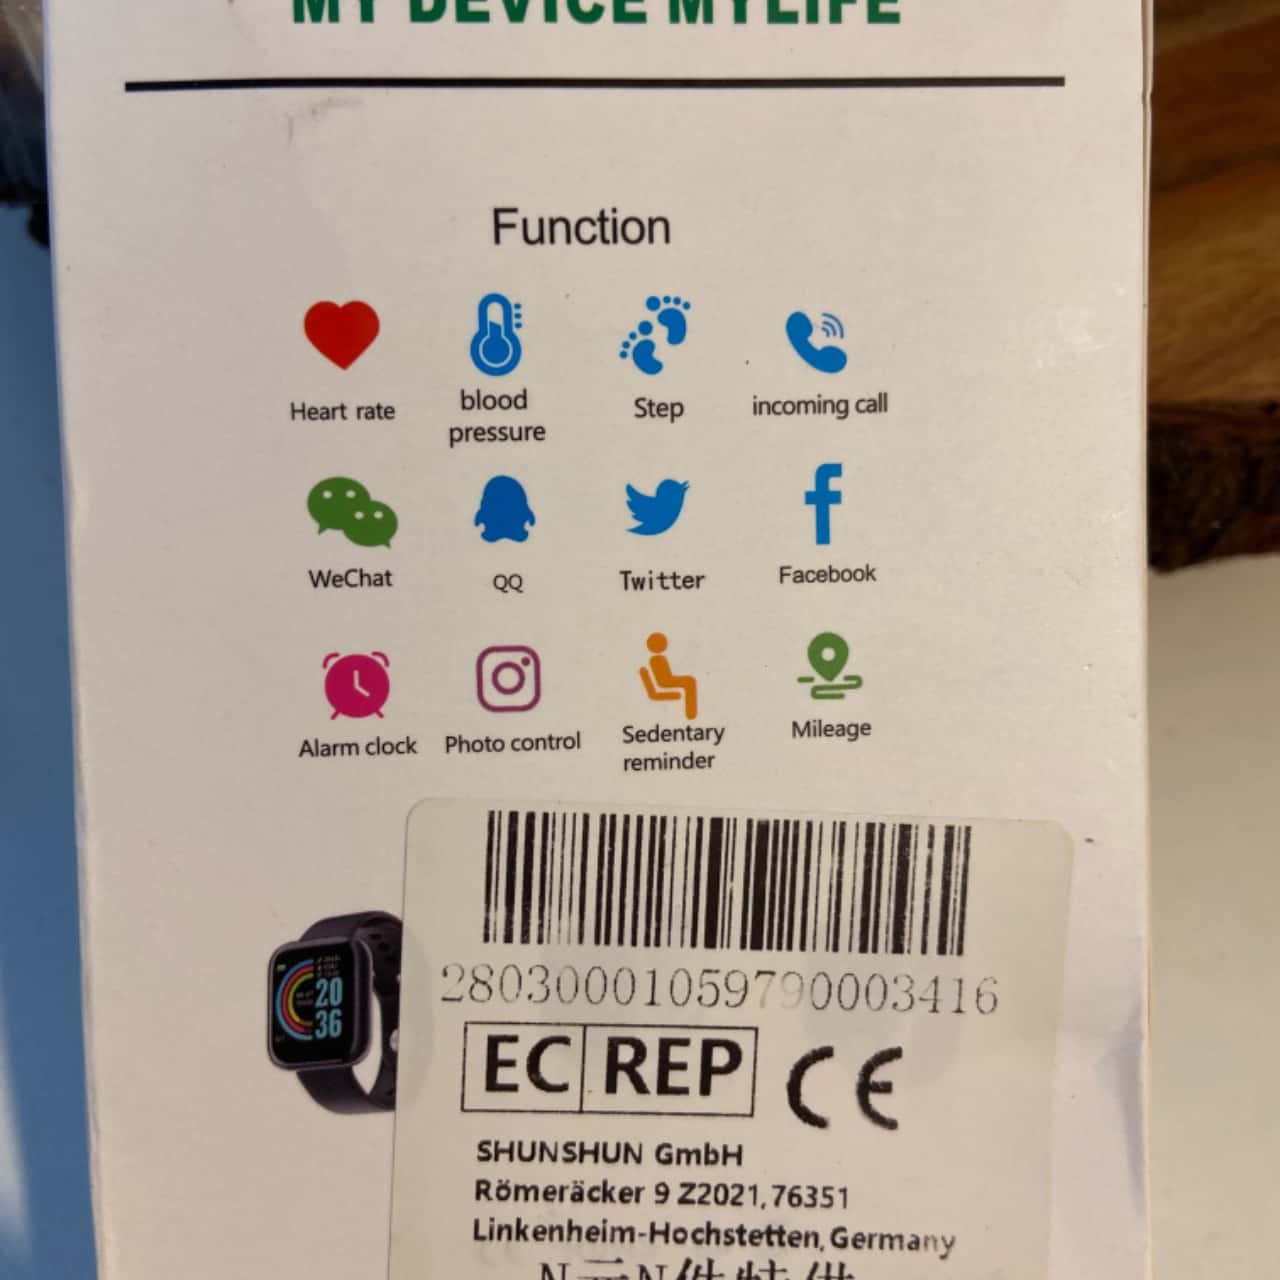 MY DEVICE MYLIFE
Function
Heart rate
blood
pressure
Step
incoming call
WeChat
QQ
Twitter
Facebook
Alarm clock
Photo control
Sedentary
reminder
Mileage
20
36
28030001059790003416
EC REP CE
SHUNSHUN GmbH
Römeräcker 9 Z2021,76351
Linkenheim-Hochstetten,Germany